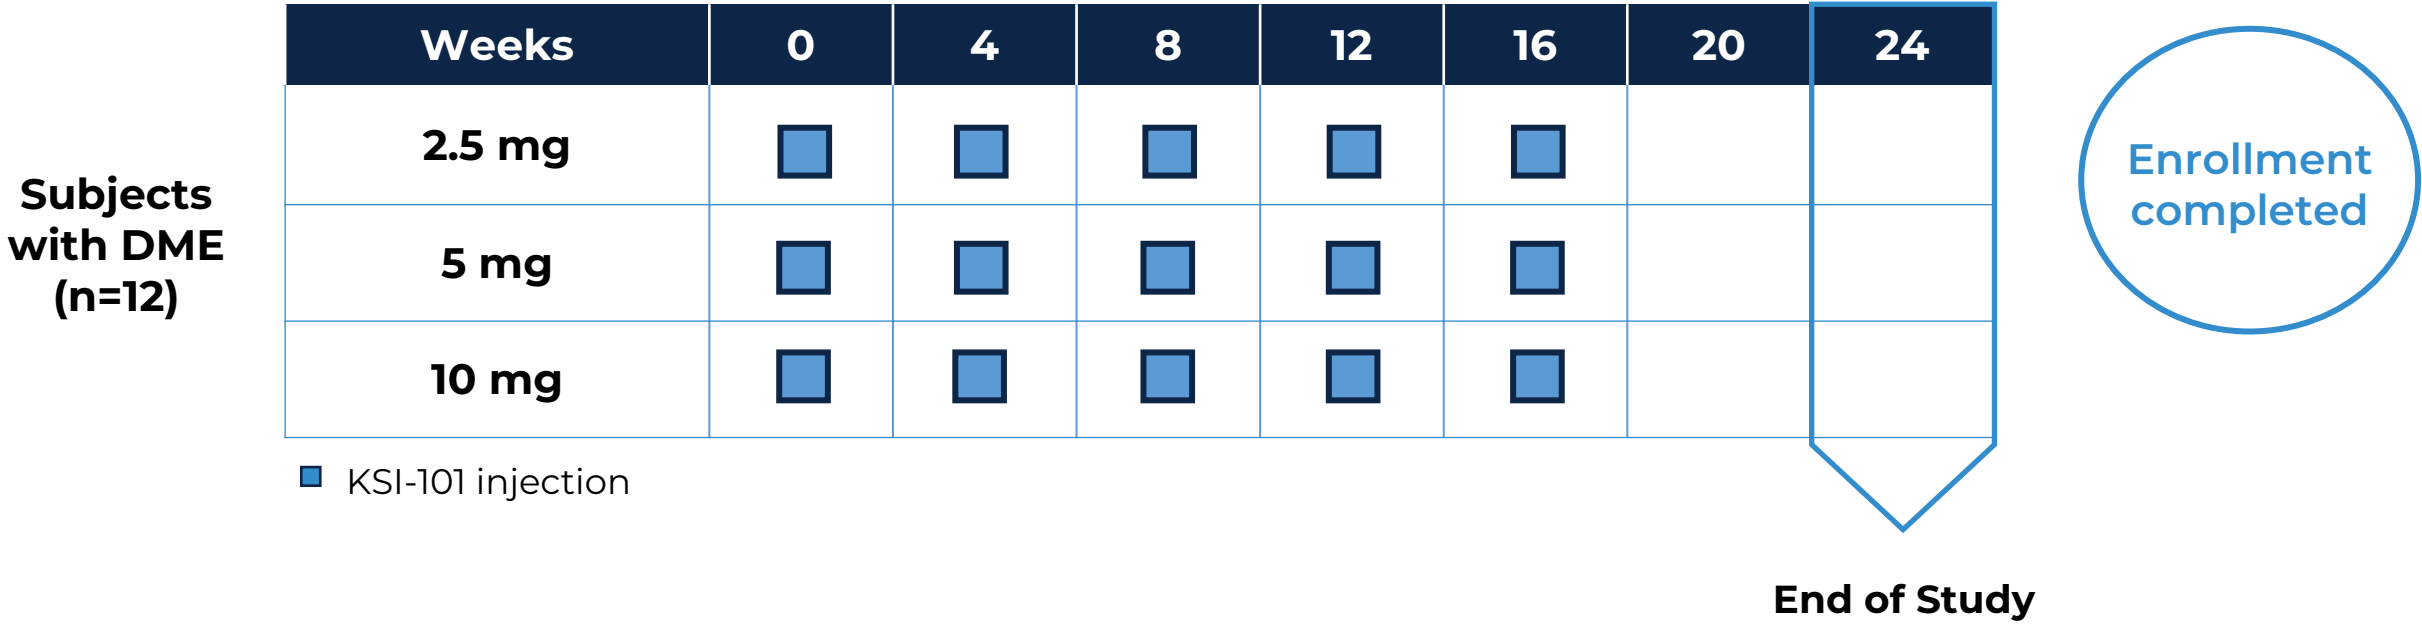 Weeks 0 4 8 12 16 20 24
Subjects
with DME
(n=12)
2.5 mg
5 mg
10 mg
KSI-101 injection
End of Study
Enrollment
completed